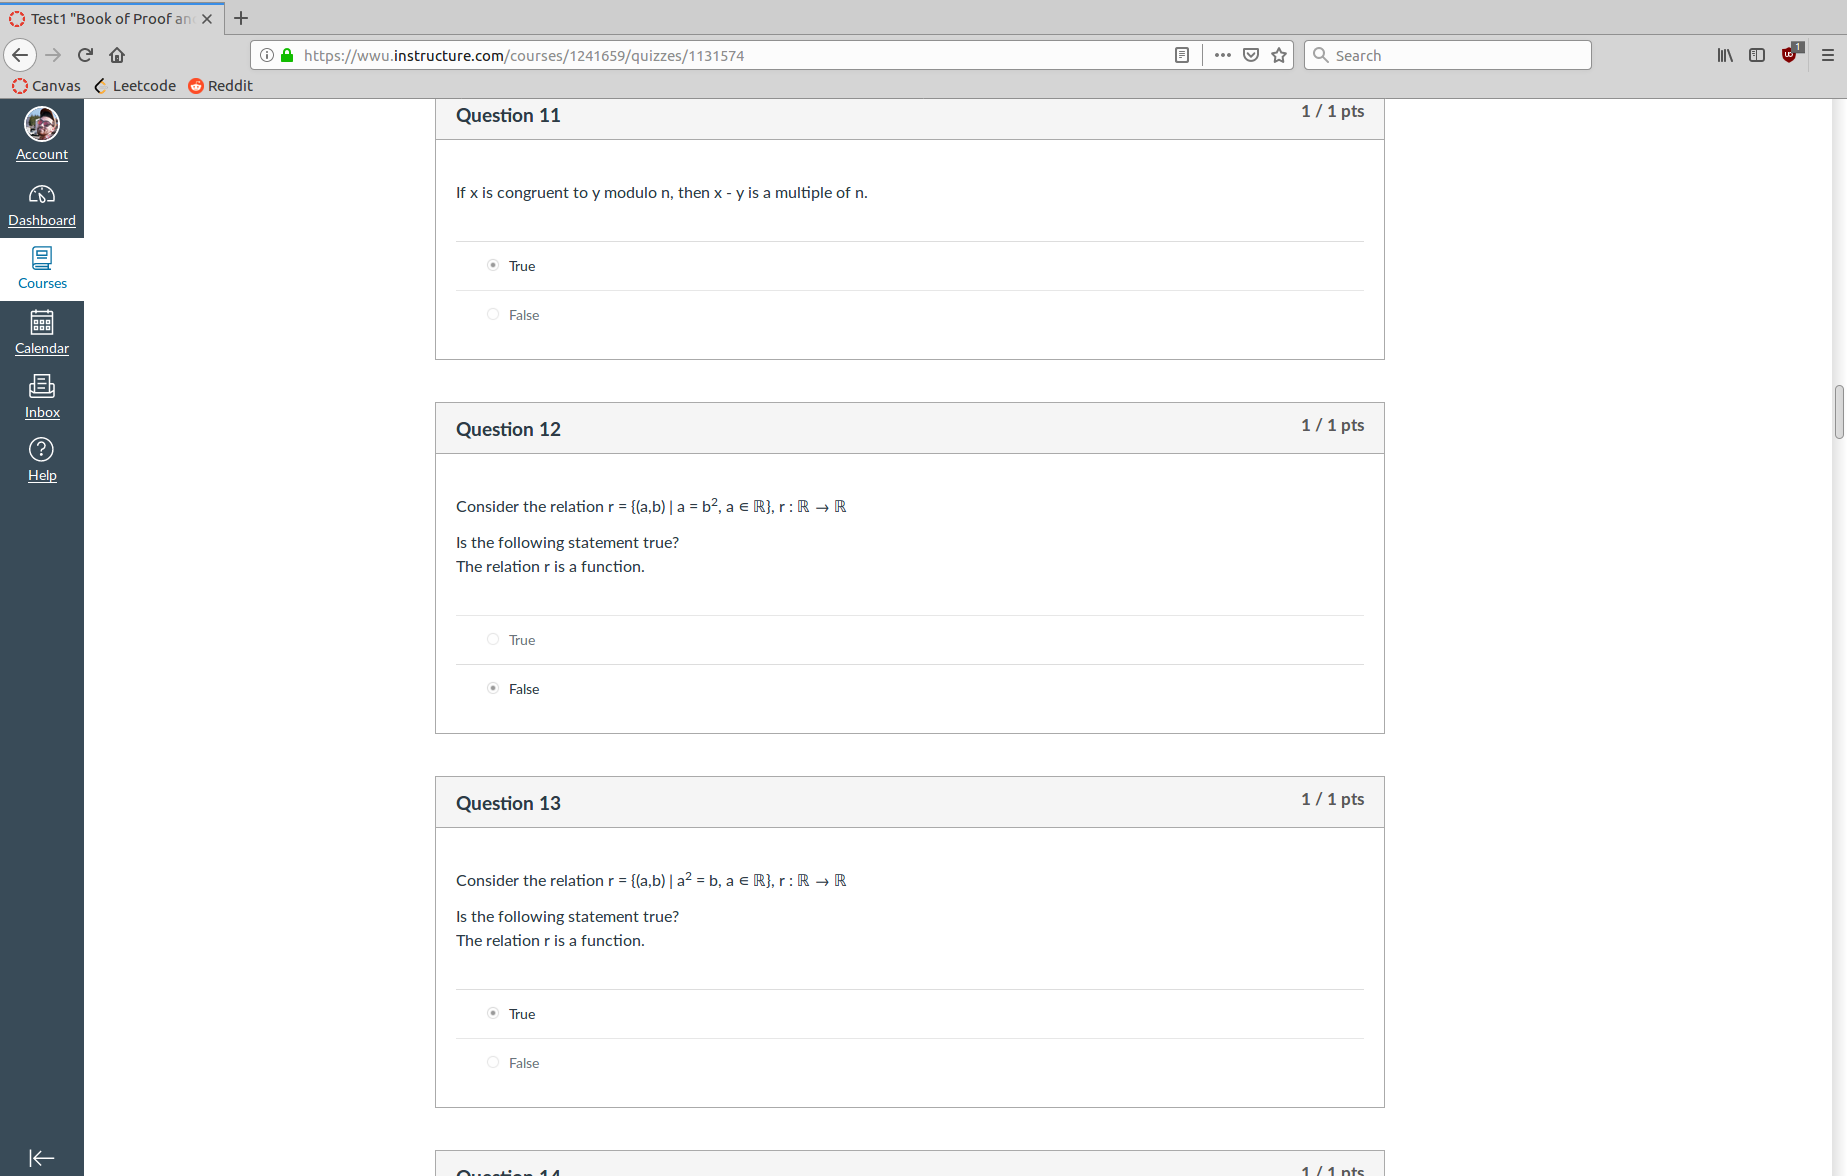 Test1 "Book of Proof an
https://wwu.instructure.com/courses/1241659/quizzes/1131574
Search
1
Canvas
Leetcode
Reddit
Account
Dashboard
Courses
Calendar
Inbox
Help
Question 11
1 / 1 pts
If x is congruent to y modulo n, then x - y is a multiple of n.
True
False
Question 12
1 / 1 pts
Consider the relation r = {(a,b) | a = b², a ∈ ℝ}, r : ℝ → ℝ
Is the following statement true?
The relation r is a function.
True
False
Question 13
1 / 1 pts
Consider the relation r = {(a,b) | a² = b, a ∈ ℝ}, r : ℝ → ℝ
Is the following statement true?
The relation r is a function.
True
False
Question 14
1 / 1 pts